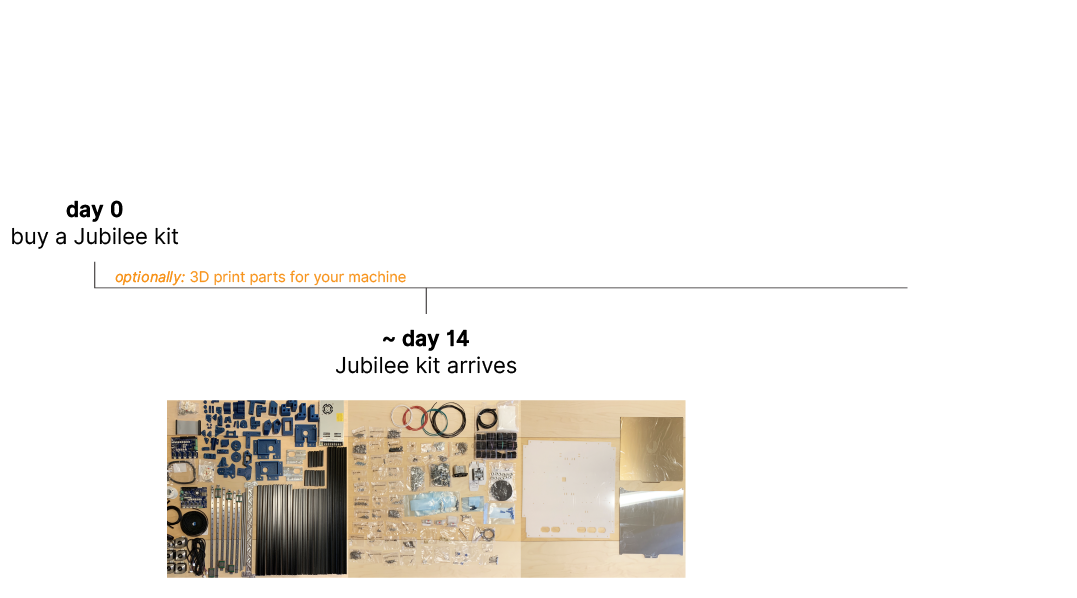 day 0
buy a Jubilee kit
optionally: 3D print parts for your machine
~ day 14
Jubilee kit arrives